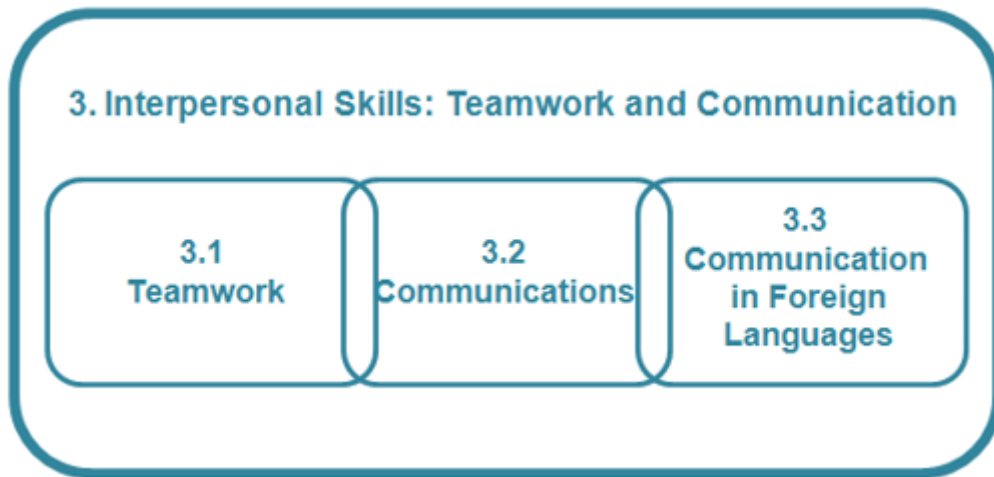 3. Interpersonal Skills: Teamwork and Communication
3.1
Teamwork
3.2
Communications
3.3
Communication
in Foreign
Languages